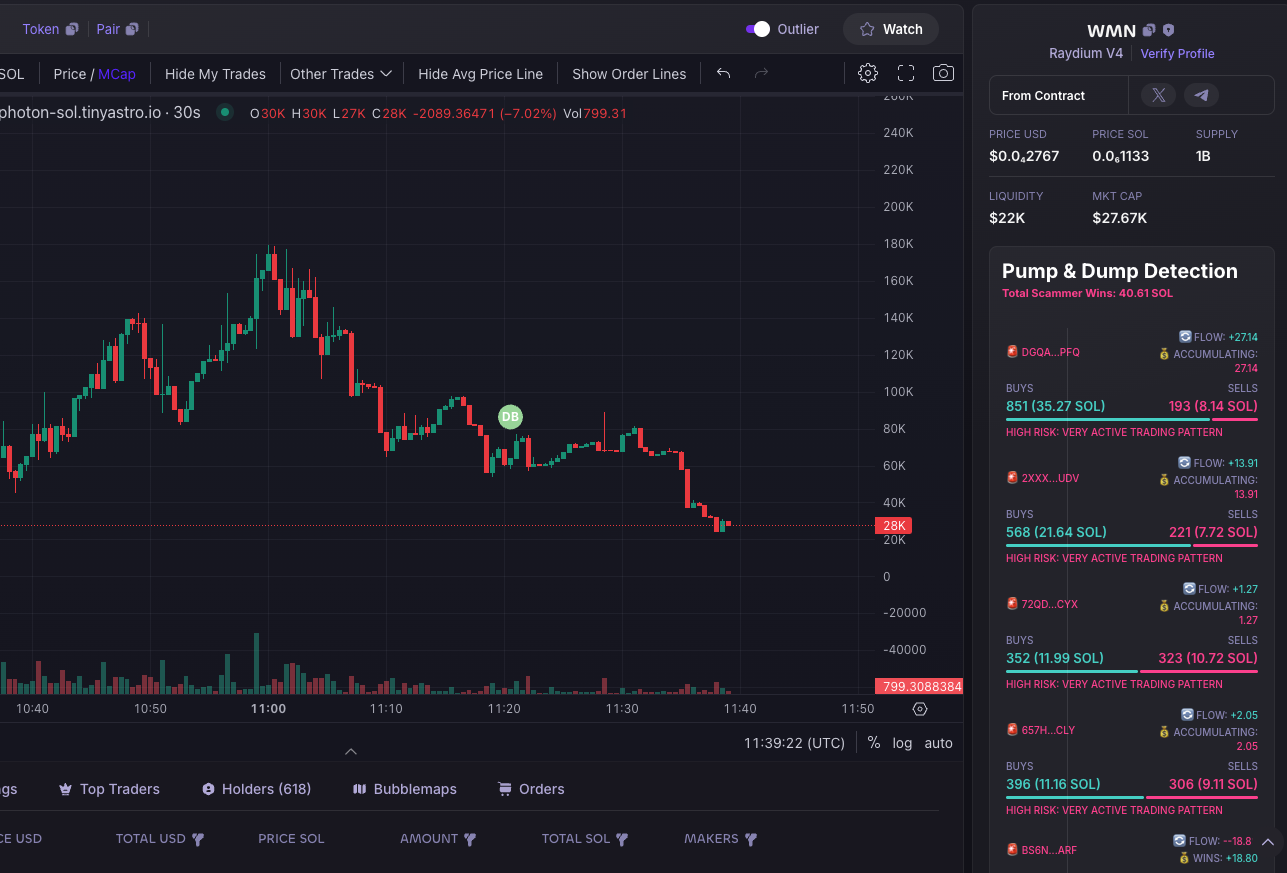 Token Pair
Outlier Watch
SOL Price / MCap Hide My Trades Other Trades Hide Avg Price Line Show Order Lines
photon-sol.tinyastro.io · 30s O30K H30K L27K C28K -2089.36471 (−7.02%) Vol799.31
260K
240K
220K
200K
180K
160K
140K
120K
100K
80K
60K
40K
28K
20K
0
-20000
-40000
799.3088384
DB
10:40 10:50 11:00 11:10 11:20 11:30 11:40 11:50
11:39:22 (UTC) % log auto
gs Top Traders Holders (618) Bubblemaps Orders
CE USD TOTAL USD PRICE SOL AMOUNT TOTAL SOL MAKERS
WMN
Raydium V4 Verify Profile
From Contract
PRICE USD PRICE SOL SUPPLY
$0.0₄2767 0.0₆1133 1B
LIQUIDITY MKT CAP
$22K $27.67K
Pump & Dump Detection
Total Scammer Wins: 40.61 SOL
FLOW: +27.14
DGQA...PFQ ACCUMULATING:
27.14
BUYS SELLS
851 (35.27 SOL) 193 (8.14 SOL)
HIGH RISK: VERY ACTIVE TRADING PATTERN
FLOW: +13.91
2XXX...UDV ACCUMULATING:
13.91
BUYS SELLS
568 (21.64 SOL) 221 (7.72 SOL)
HIGH RISK: VERY ACTIVE TRADING PATTERN
FLOW: +1.27
72QD...CYX ACCUMULATING:
1.27
BUYS SELLS
352 (11.99 SOL) 323 (10.72 SOL)
HIGH RISK: VERY ACTIVE TRADING PATTERN
FLOW: +2.05
657H...CLY ACCUMULATING:
2.05
BUYS SELLS
396 (11.16 SOL) 306 (9.11 SOL)
HIGH RISK: VERY ACTIVE TRADING PATTERN
FLOW: --18.8
BS6N...ARF WINS: +18.80